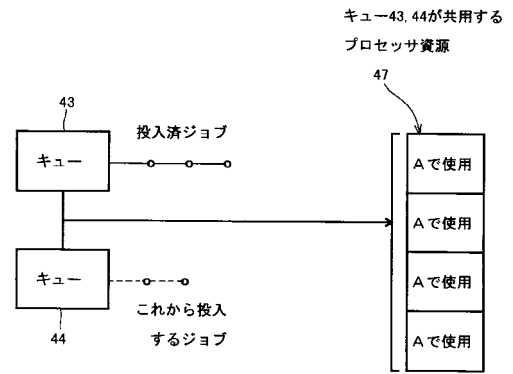 キュー43,44が共用する
プロセッサ資源
47
43
投入済ジョブ
キュー
Aで使用
Aで使用
キュー
Aで使用
これから投入
するジョブ
44
Aで使用